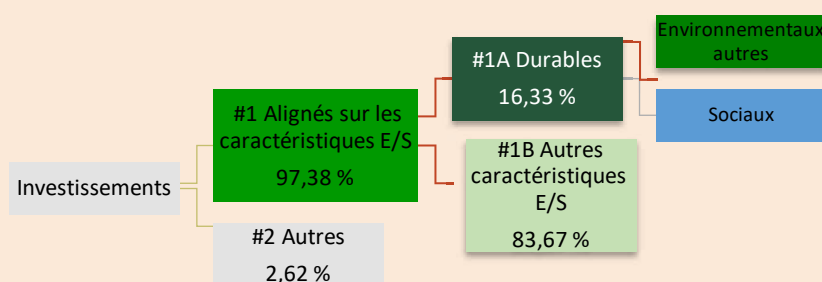 Investissements
#1 Alignés sur les
caractéristiques E/S
97,38 %
#2 Autres
2,62 %
#1A Durables
16,33 %
#1B Autres
caractéristiques
E/S
83,67 %
Environnementaux
autres
Sociaux